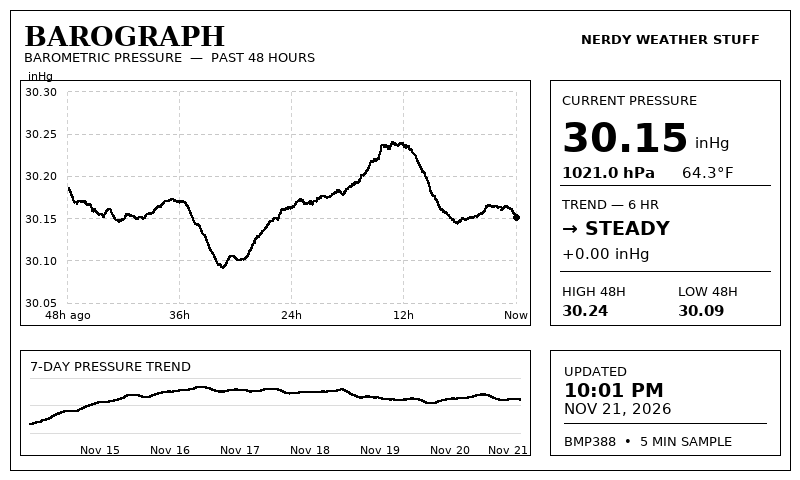 BAROGRAPH
BAROMETRIC PRESSURE — PAST 48 HOURS
NERDY WEATHER STUFF
inHg
30.30
30.25
30.20
30.15
30.10
30.05
48h ago 36h 24h 12h Now
CURRENT PRESSURE
30.15 inHg
1021.0 hPa 64.3°F
TREND — 6 HR
→ STEADY
+0.00 inHg
HIGH 48H LOW 48H
30.24 30.09
7-DAY PRESSURE TREND
Nov 15 Nov 16 Nov 17 Nov 18 Nov 19 Nov 20 Nov 21
UPDATED
10:01 PM
NOV 21, 2026
BMP388 • 5 MIN SAMPLE